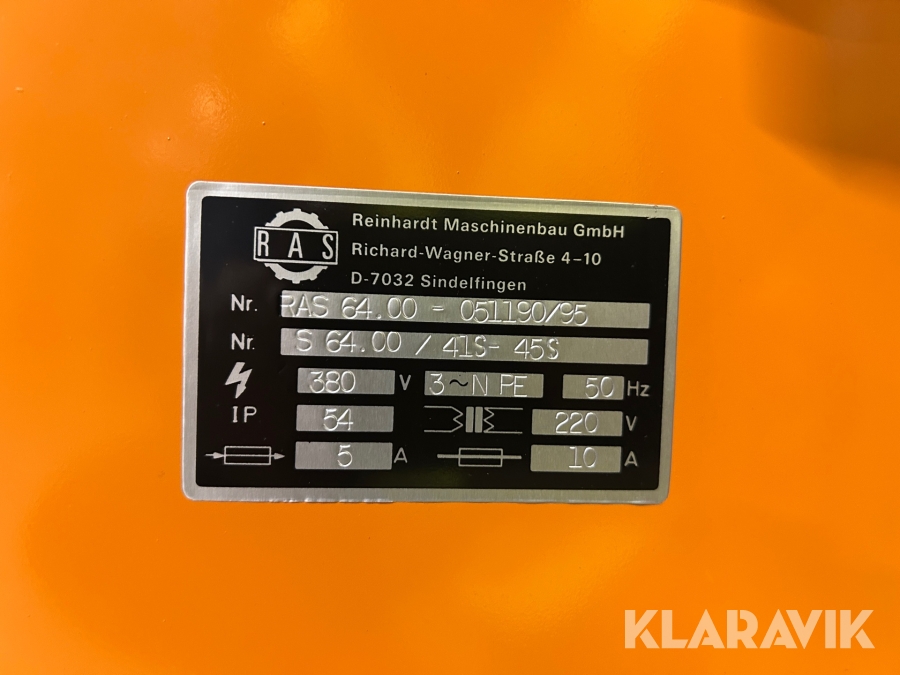 RAS
Reinhardt Maschinenbau GmbH
Richard-Wagner-Straße 4-10
D-7032 Sindelfingen
Nr. RAS 64.00 - 051190/95
Nr. S 64.00 / 41S- 45S
380 V 3~N PE 50 Hz
IP 54 220 V
5 A 10 A
KLARAVIK